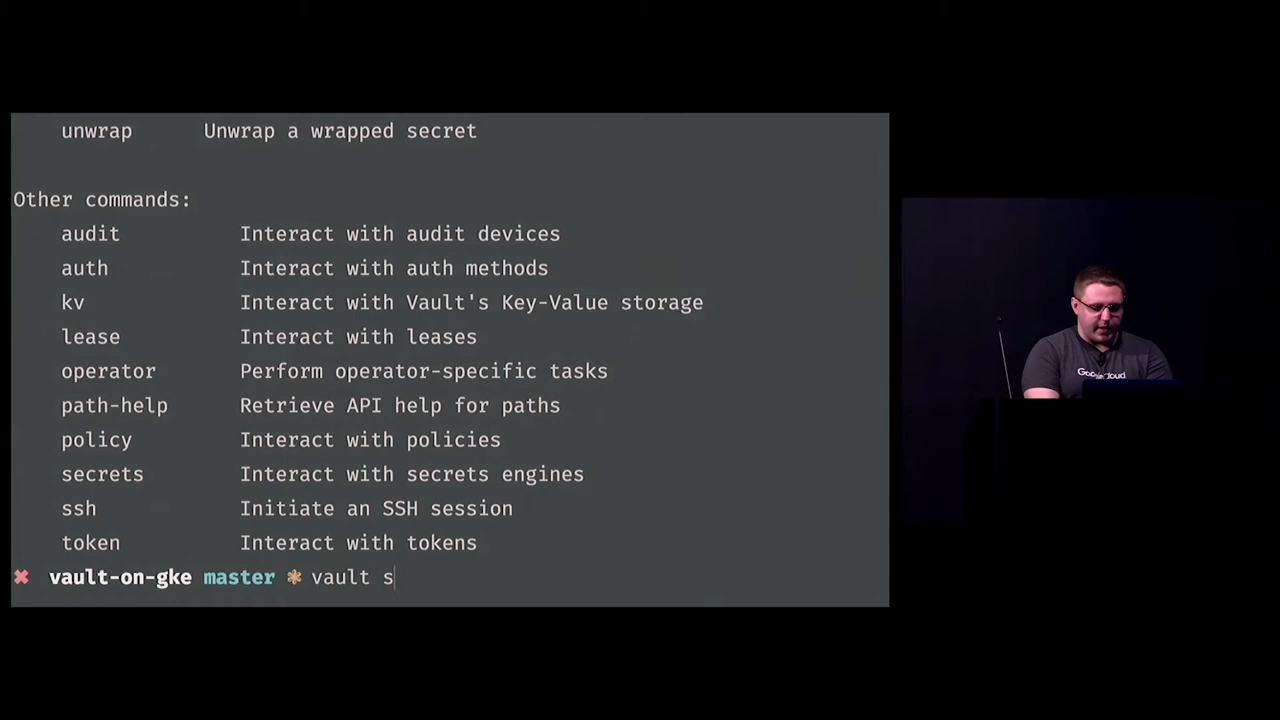 unwrap Unwrap a wrapped secret
Other commands:
audit Interact with audit devices
auth Interact with auth methods
kv Interact with Vault's Key-Value storage
lease Interact with leases
operator Perform operator-specific tasks
path-help Retrieve API help for paths
policy Interact with policies
secrets Interact with secrets engines
ssh Initiate an SSH session
token Interact with tokens
✖ vault-on-gke master vault s
Google Cloud